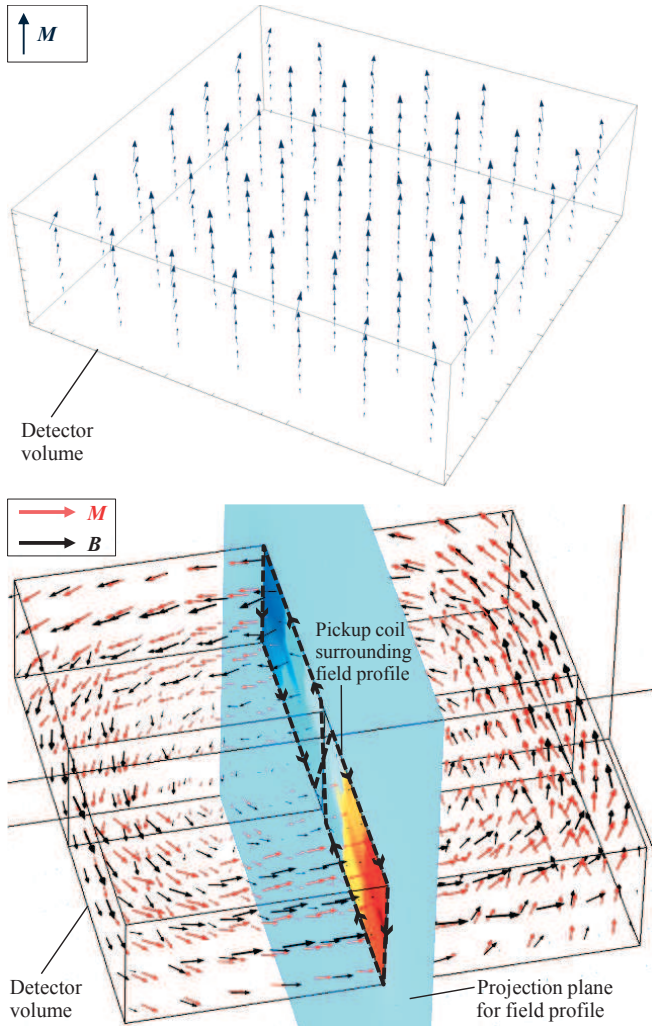 M
Detector
volume
M
B
Pickup coil
surrounding
field profile
Detector
volume
Projection plane
for field profile